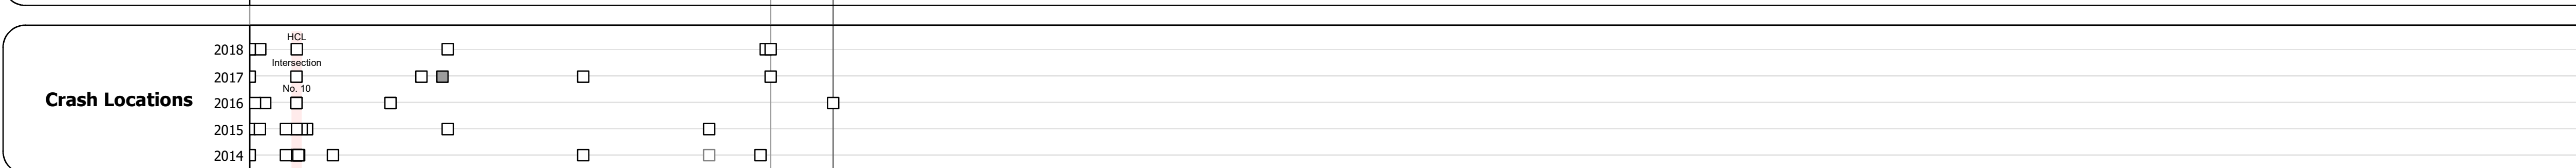 HCL
2018
Intersection
2017
No. 10
Crash Locations
2016
2015
2014